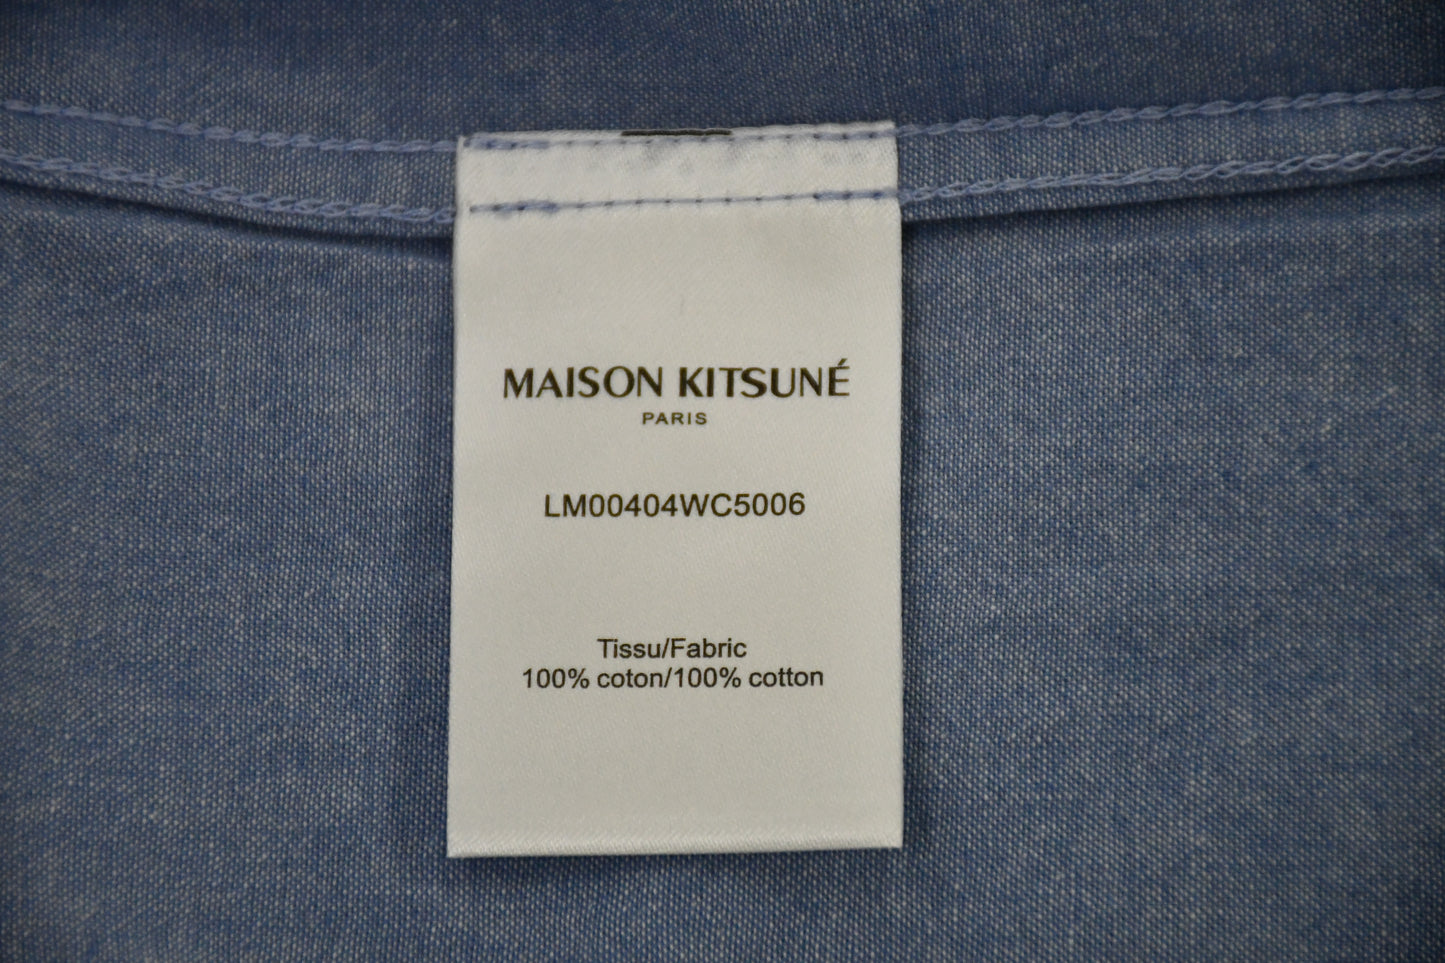 MAISON KITSUNÉ
PARIS
LM00404WC5006
Tissu/Fabric
100% coton/100% cotton